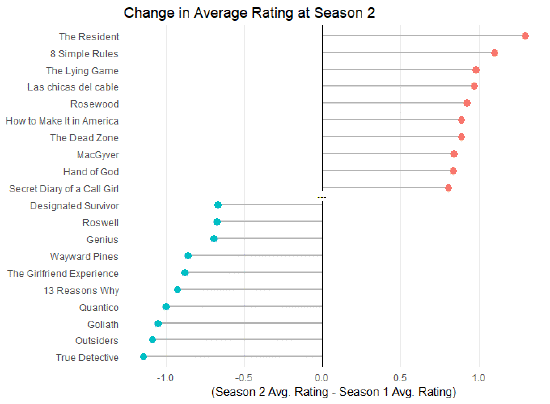 Change in Average Rating at Season 2
The Resident
8 Simple Rules
The Lying Game
Las chicas del cable
Rosewood
How to Make It in America
The Dead Zone
MacGyver
Hand of God
Secret Diary of a Call Girl
...
Designated Survivor
Roswell
Genius
Wayward Pines
The Girlfriend Experience
13 Reasons Why
Quantico
Goliath
Outsiders
True Detective
-1.0 -0.5 0.0 0.5 1.0
(Season 2 Avg. Rating - Season 1 Avg. Rating)